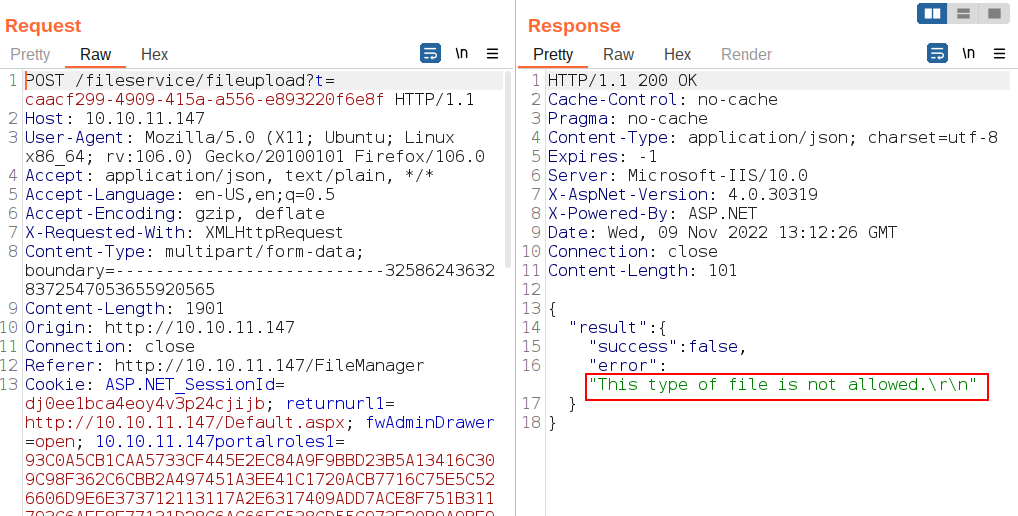 Request
Pretty Raw Hex \n
1 POST /fileservice/fileupload?t=
caacf299-4909-415a-a556-e893220f6e8f HTTP/1.1
2 Host: 10.10.11.147
3 User-Agent: Mozilla/5.0 (X11; Ubuntu; Linux
x86_64; rv:106.0) Gecko/20100101 Firefox/106.0
4 Accept: application/json, text/plain, */*
5 Accept-Language: en-US,en;q=0.5
6 Accept-Encoding: gzip, deflate
7 X-Requested-With: XMLHttpRequest
8 Content-Type: multipart/form-data;
boundary=---------------------------32586243632
8372547053655920565
9 Content-Length: 1901
10 Origin: http://10.10.11.147
11 Connection: close
12 Referer: http://10.10.11.147/FileManager
13 Cookie: ASP.NET_SessionId=
dj0ee1bca4eoy4v3p24cjijb; returnurl1=
http://10.10.11.147/Default.aspx; fwAdminDrawer
=open; 10.10.11.147portalroles1=
93C0A5CB1CAA5733CF445E2EC84A9F9BBD23B5A13416C30
9C98F362C6CBB2A497451A3EE41C1720ACB7716C75E5C52
6606D9E6E373712113117A2E6317409ADD7ACE8F751B311
Response
Pretty Raw Hex Render \n
1 HTTP/1.1 200 OK
2 Cache-Control: no-cache
3 Pragma: no-cache
4 Content-Type: application/json; charset=utf-8
5 Expires: -1
6 Server: Microsoft-IIS/10.0
7 X-AspNet-Version: 4.0.30319
8 X-Powered-By: ASP.NET
9 Date: Wed, 09 Nov 2022 13:12:26 GMT
10 Connection: close
11 Content-Length: 101
12
13 {
14 "result":{
15 "success":false,
16 "error":
"This type of file is not allowed.\r\n"
17 }
18 }